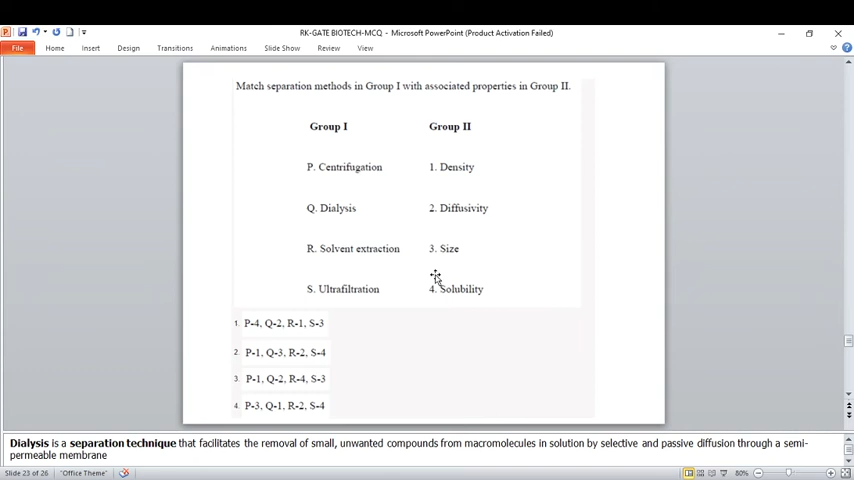 RK-GATE BIOTECH-MCQ - Microsoft PowerPoint (Product Activation Failed)
File Home Insert Design Transitions Animations Slide Show Review View
Match separation methods in Group I with associated properties in Group II.
Group I Group II
P. Centrifugation 1. Density
Q. Dialysis 2. Diffusivity
R. Solvent extraction 3. Size
S. Ultrafiltration 4. Solubility
1. P-4, Q-2, R-1, S-3
2. P-1, Q-3, R-2, S-4
3. P-1, Q-2, R-4, S-3
4. P-3, Q-1, R-2, S-4
Dialysis is a separation technique that facilitates the removal of small, unwanted compounds from macromolecules in solution by selective and passive diffusion through a semi-
permeable membrane
Slide 23 of 26 "Office Theme" 80%